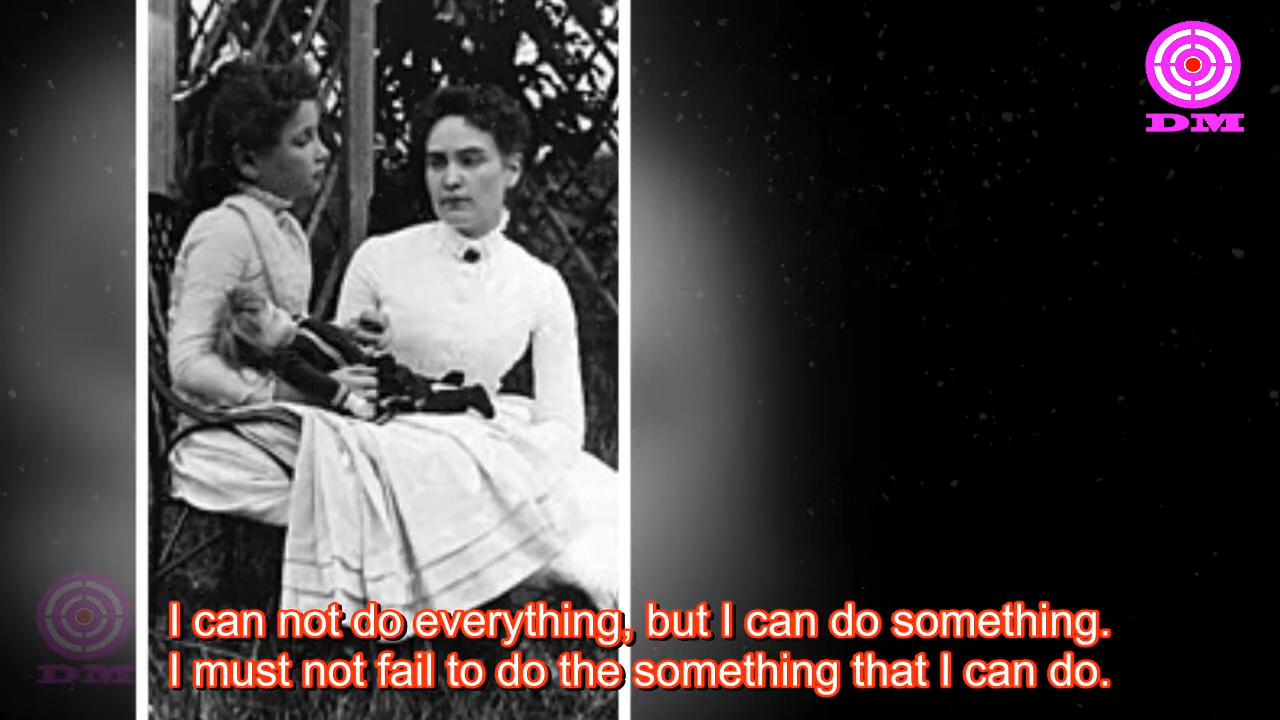 DM
DM
I can not do everything, but I can do something.
I must not fail to do the something that I can do.